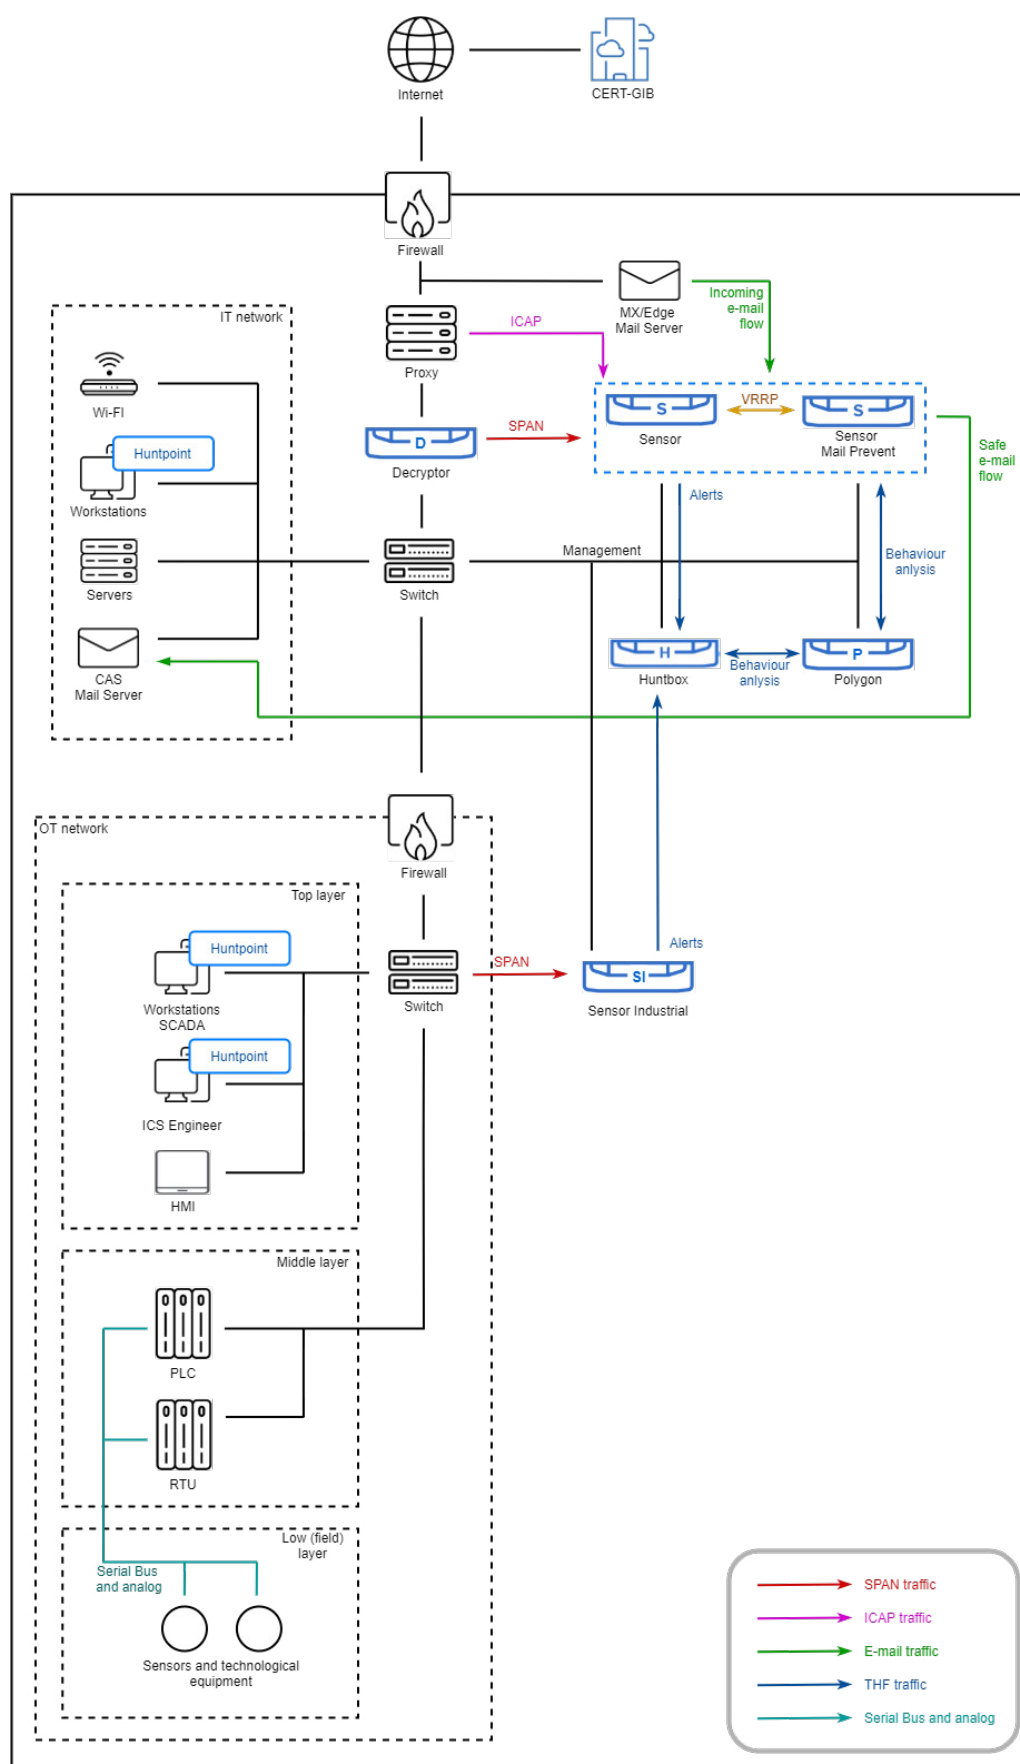 Internet
CERT-GIB
Firewall
MX/Edge
Mail Server
Incoming
e-mail
flow
IT network
ICAP
Proxy
Wi-FI
VRRP
S
S
Sensor
Sensor
Mail Prevent
SPAN
D
Decryptor
Safe
e-mail
flow
Huntpoint
Workstations
Alerts
Management
Behaviour
anlysis
Servers
Switch
H
P
Behaviour
anlysis
Huntbox
Polygon
CAS
Mail Server
OT network
Firewall
Top layer
Huntpoint
Alerts
SPAN
SI
Workstations
SCADA
Switch
Sensor Industrial
Huntpoint
ICS Engineer
HMI
Middle layer
PLC
RTU
Low (field)
layer
Serial Bus
and analog
Sensors and technological
equipment
SPAN traffic
ICAP traffic
E-mail traffic
THF traffic
Serial Bus and analog